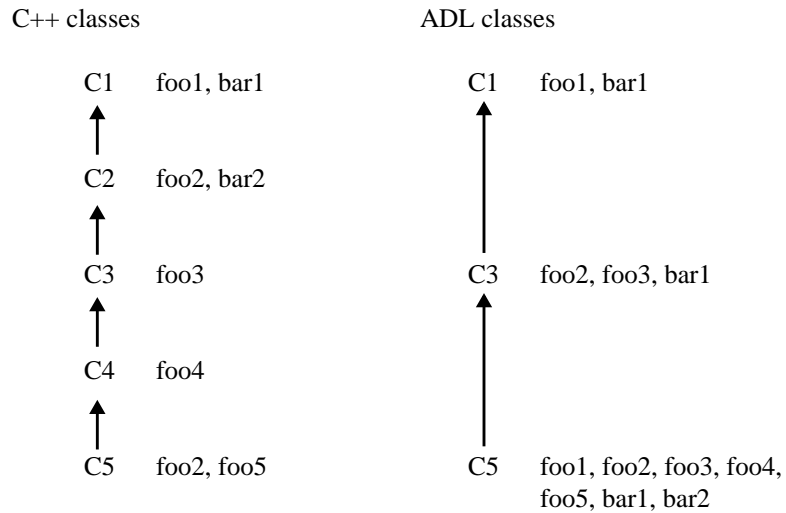 C++ classes
ADL classes
C1 foo1, bar1
C1 foo1, bar1
C2 foo2, bar2
C3 foo3
C3 foo2, foo3, bar1
C4 foo4
C5 foo2, foo5
C5 foo1, foo2, foo3, foo4,
foo5, bar1, bar2